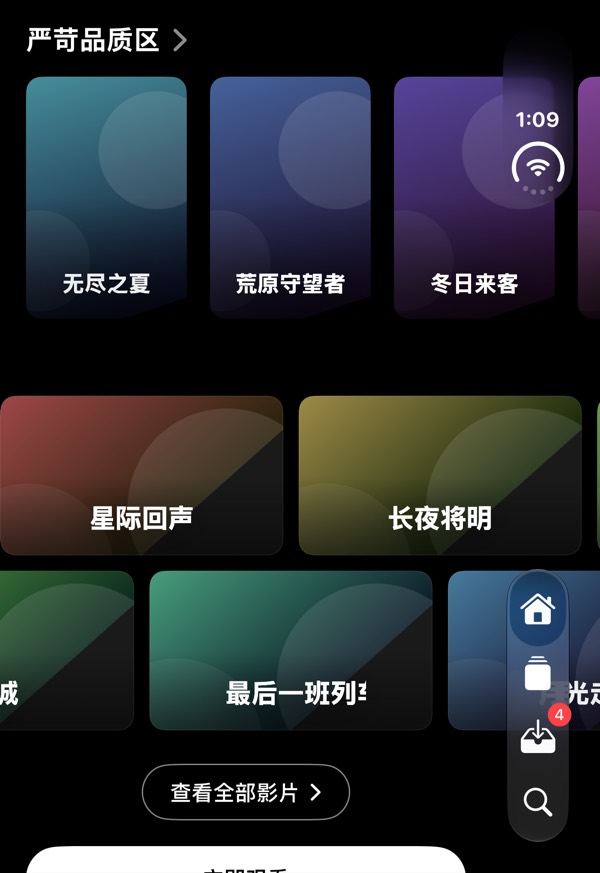 严苛品质区
1:09
无尽之夏
荒原守望者
冬日来客
星际回声
长夜将明
最后一班列
4
查看全部影片